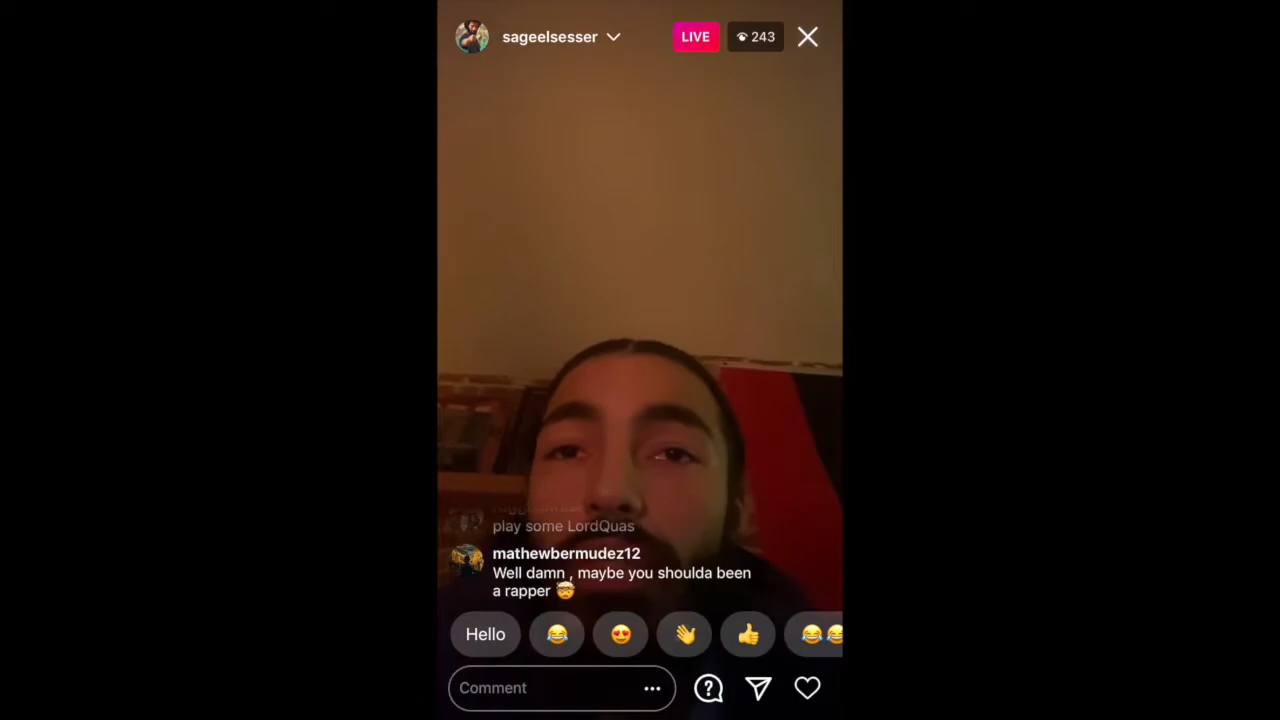 sageelsesser
LIVE
243
play some LordQuas
mathewbermudez12
Well damn , maybe you shoulda been
a rapper 🤯
Hello
Comment